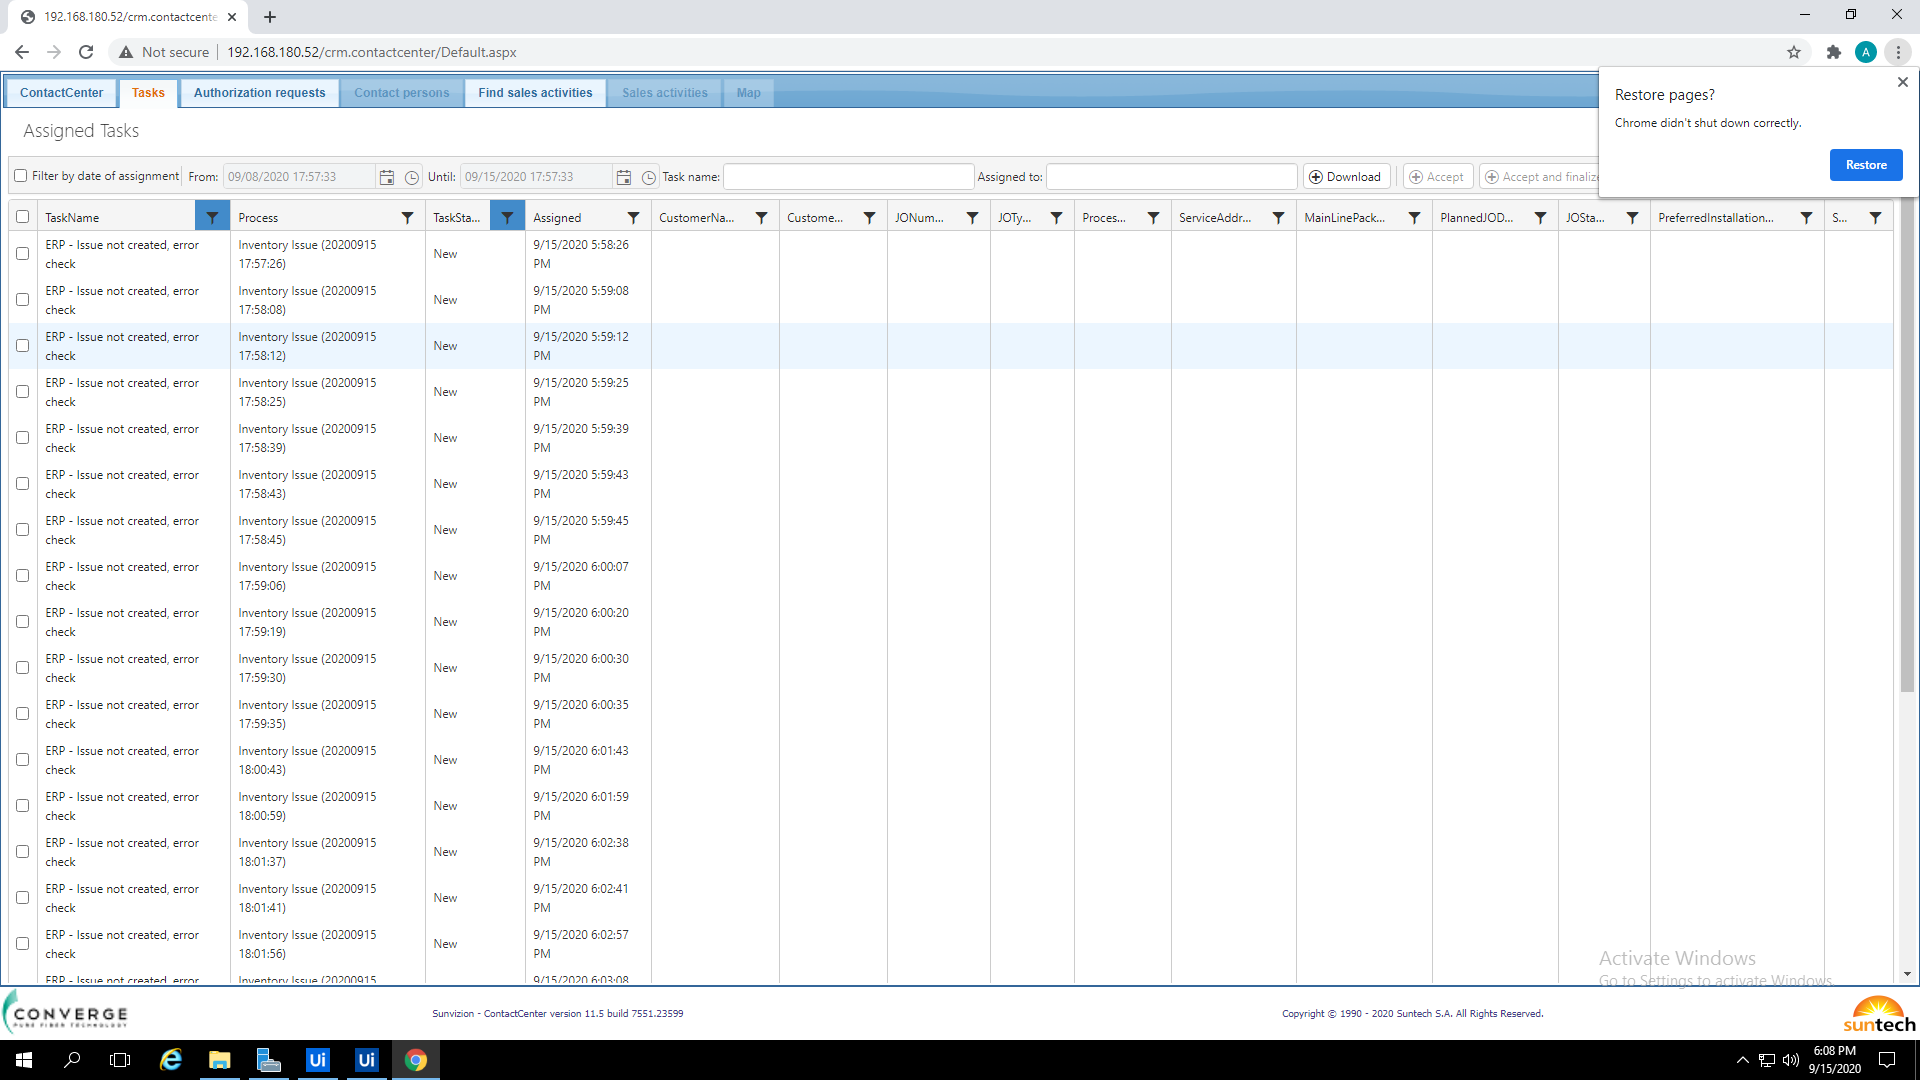 192.168.180.52/crm.contactcente
Not secure
192.168.180.52/crm.contactcenter/Default.aspx
A
ContactCenter
Tasks
Authorization requests
Contact persons
Find sales activities
Sales activities
Map
Restore pages?
Chrome didn't shut down correctly.
Restore
Assigned Tasks
Filter by date of assignment From: 09/08/2020 17:57:33 Until: 09/15/2020 17:57:33 Task name: Assigned to: Download Accept Accept and finalize
TaskName Process TaskSta... Assigned CustomerNa... Custome... JONum... JOTy... Proces... ServiceAddr... MainLinePack... PlannedJOD... JOSta... PreferredInstallation... S...
ERP - Issue not created, error check Inventory Issue (20200915 17:57:26) New 9/15/2020 5:58:26 PM
ERP - Issue not created, error check Inventory Issue (20200915 17:58:08) New 9/15/2020 5:59:08 PM
ERP - Issue not created, error check Inventory Issue (20200915 17:58:12) New 9/15/2020 5:59:12 PM
ERP - Issue not created, error check Inventory Issue (20200915 17:58:25) New 9/15/2020 5:59:25 PM
ERP - Issue not created, error check Inventory Issue (20200915 17:58:39) New 9/15/2020 5:59:39 PM
ERP - Issue not created, error check Inventory Issue (20200915 17:58:43) New 9/15/2020 5:59:43 PM
ERP - Issue not created, error check Inventory Issue (20200915 17:58:45) New 9/15/2020 5:59:45 PM
ERP - Issue not created, error check Inventory Issue (20200915 17:59:06) New 9/15/2020 6:00:07 PM
ERP - Issue not created, error check Inventory Issue (20200915 17:59:19) New 9/15/2020 6:00:20 PM
ERP - Issue not created, error check Inventory Issue (20200915 17:59:30) New 9/15/2020 6:00:30 PM
ERP - Issue not created, error check Inventory Issue (20200915 17:59:35) New 9/15/2020 6:00:35 PM
ERP - Issue not created, error check Inventory Issue (20200915 18:00:43) New 9/15/2020 6:01:43 PM
ERP - Issue not created, error check Inventory Issue (20200915 18:00:59) New 9/15/2020 6:01:59 PM
ERP - Issue not created, error check Inventory Issue (20200915 18:01:37) New 9/15/2020 6:02:38 PM
ERP - Issue not created, error check Inventory Issue (20200915 18:01:41) New 9/15/2020 6:02:41 PM
ERP - Issue not created, error check Inventory Issue (20200915 18:01:56) New 9/15/2020 6:02:57 PM
ERP - Issue not created, error Inventory Issue (20200915 9/15/2020 6:03:08
Activate Windows
Go to Settings to activate Windows.
CONVERGE
PURE FIBER TECHNOLOGY
Sunvizion - ContactCenter version 11.5 build 7551.23599
Copyright © 1990 - 2020 Suntech S.A. All Rights Reserved.
suntech
Ui
Ui
6:08 PM
9/15/2020